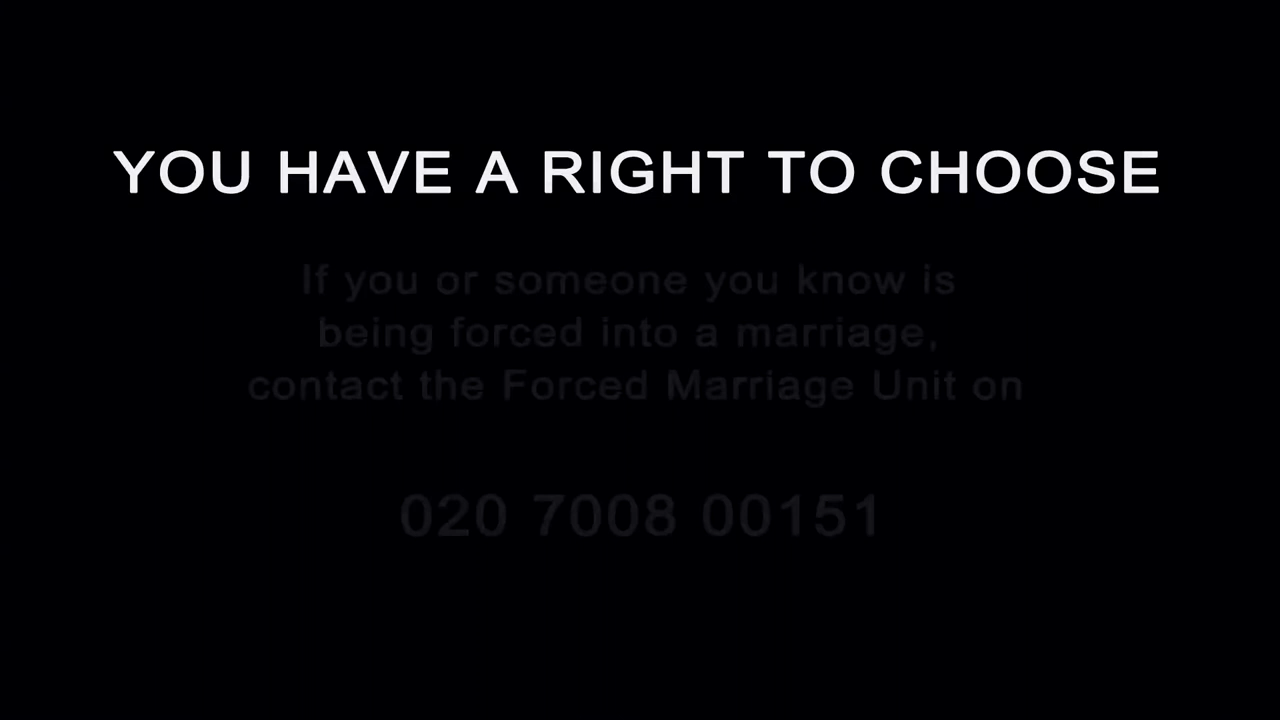 YOU HAVE A RIGHT TO CHOOSE
If you or someone you know is
being forced into a marriage,
contact the Forced Marriage Unit on
020 7008 00151